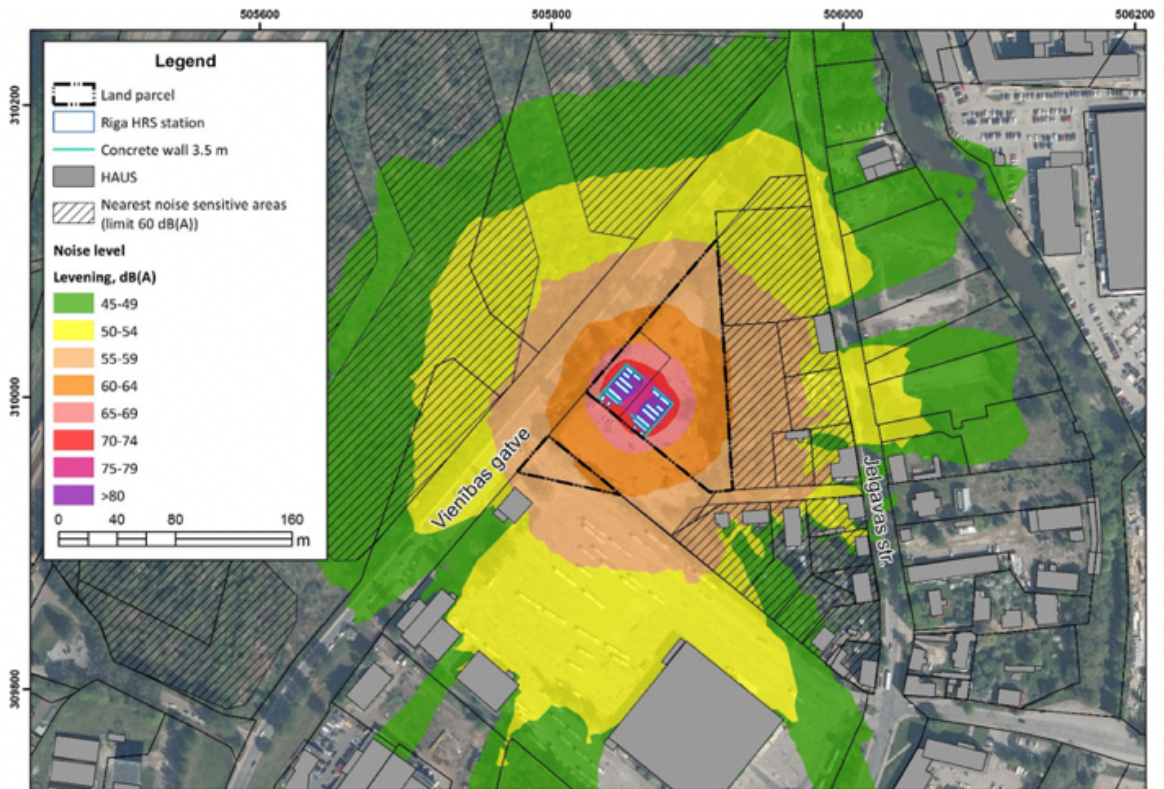 505600
505800
506000
506200
310200
310000
309800
Legend
Land parcel
Riga HRS station
Concrete wall 3.5 m
HAUS
Nearest noise sensitive areas
(limit 60 dB(A))
Noise level
Levening, dB(A)
45-49
50-54
55-59
60-64
65-69
70-74
75-79
>80
0 40 80 160
m
Vienības gatve
Jelgavas str.